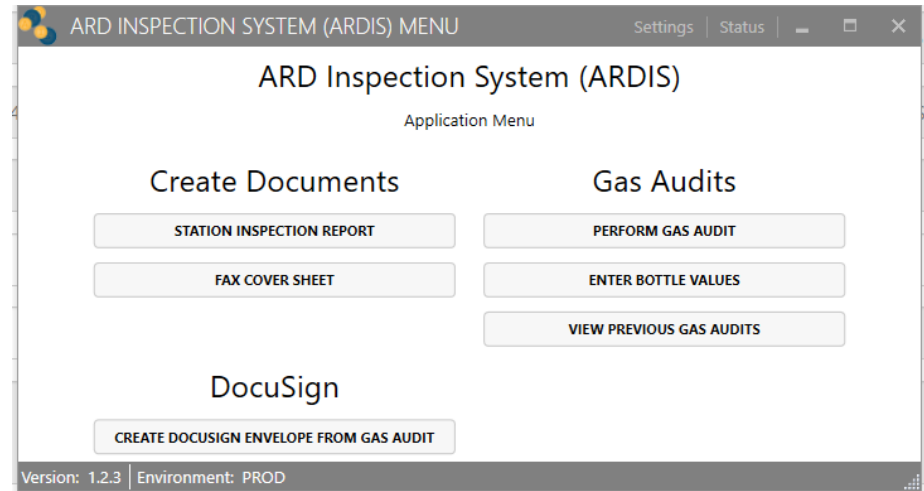 ARD INSPECTION SYSTEM (ARDIS) MENU Settings Status
ARD Inspection System (ARDIS)
Application Menu
Create Documents
STATION INSPECTION REPORT
FAX COVER SHEET
Gas Audits
PERFORM GAS AUDIT
ENTER BOTTLE VALUES
VIEW PREVIOUS GAS AUDITS
DocuSign
CREATE DOCUSIGN ENVELOPE FROM GAS AUDIT
Version: 1.2.3 Environment: PROD